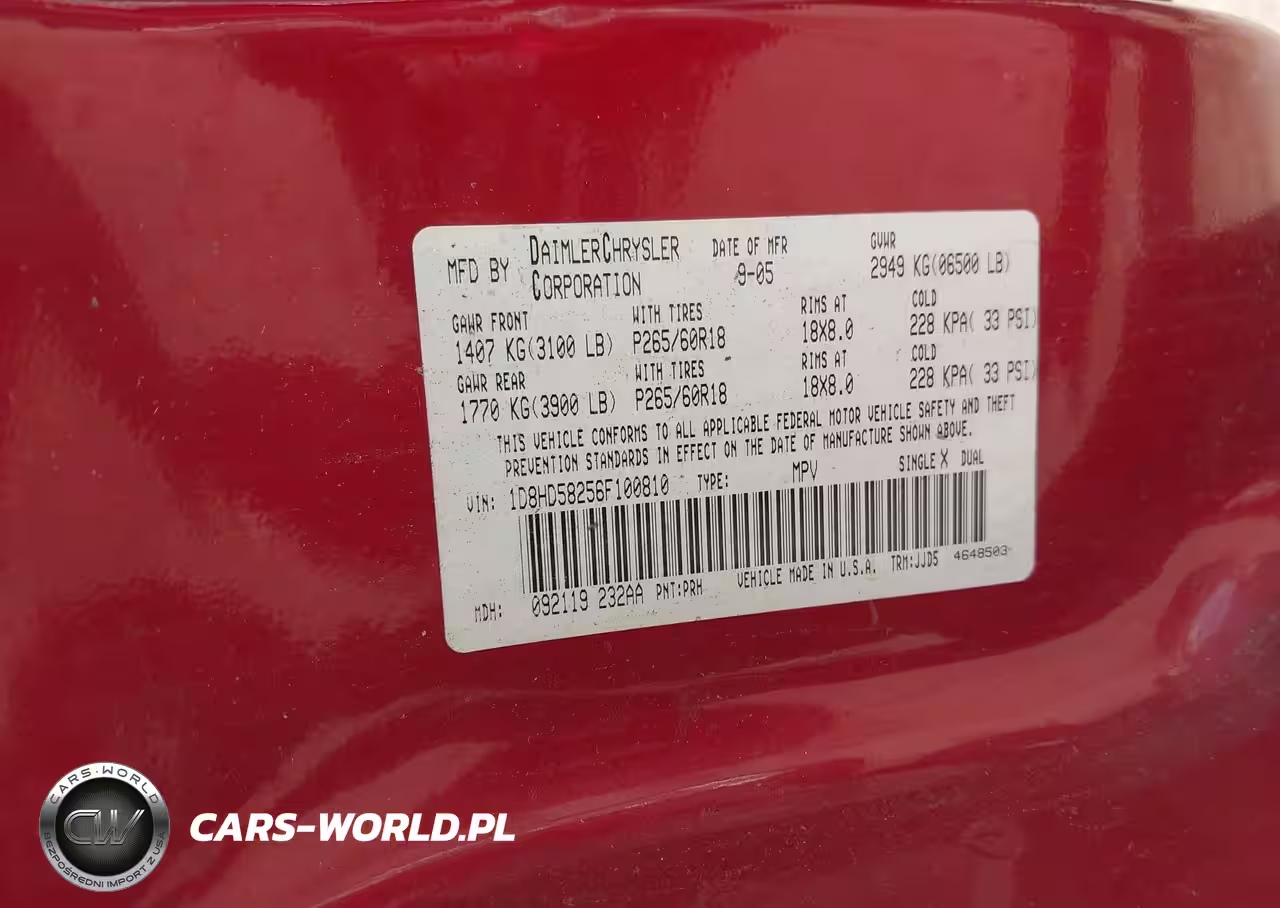 MFD BY DAIMLERCHRYSLER CORPORATION DATE OF MFR 9-05 GVWR 2949 KG(06500 LB)
GAWR FRONT WITH TIRES RIMS AT COLD
1407 KG(3100 LB) P265/60R18 18X8.0 228 KPA( 33 PSI)
GAWR REAR WITH TIRES RIMS AT COLD
1770 KG(3900 LB) P265/60R18 18X8.0 228 KPA( 33 PSI)
THIS VEHICLE CONFORMS TO ALL APPLICABLE FEDERAL MOTOR VEHICLE SAFETY AND THEFT
PREVENTION STANDARDS IN EFFECT ON THE DATE OF MANUFACTURE SHOWN ABOVE.
VIN: 1D8HD58256F100810 TYPE: MPV SINGLE X DUAL
MDH: 092119 232AA PNT:PRH VEHICLE MADE IN U.S.A. TRM:JJD5 4648503
CARS-WORLD
CW
BEZPOŚREDNI IMPORT Z USA
CARS-WORLD.PL